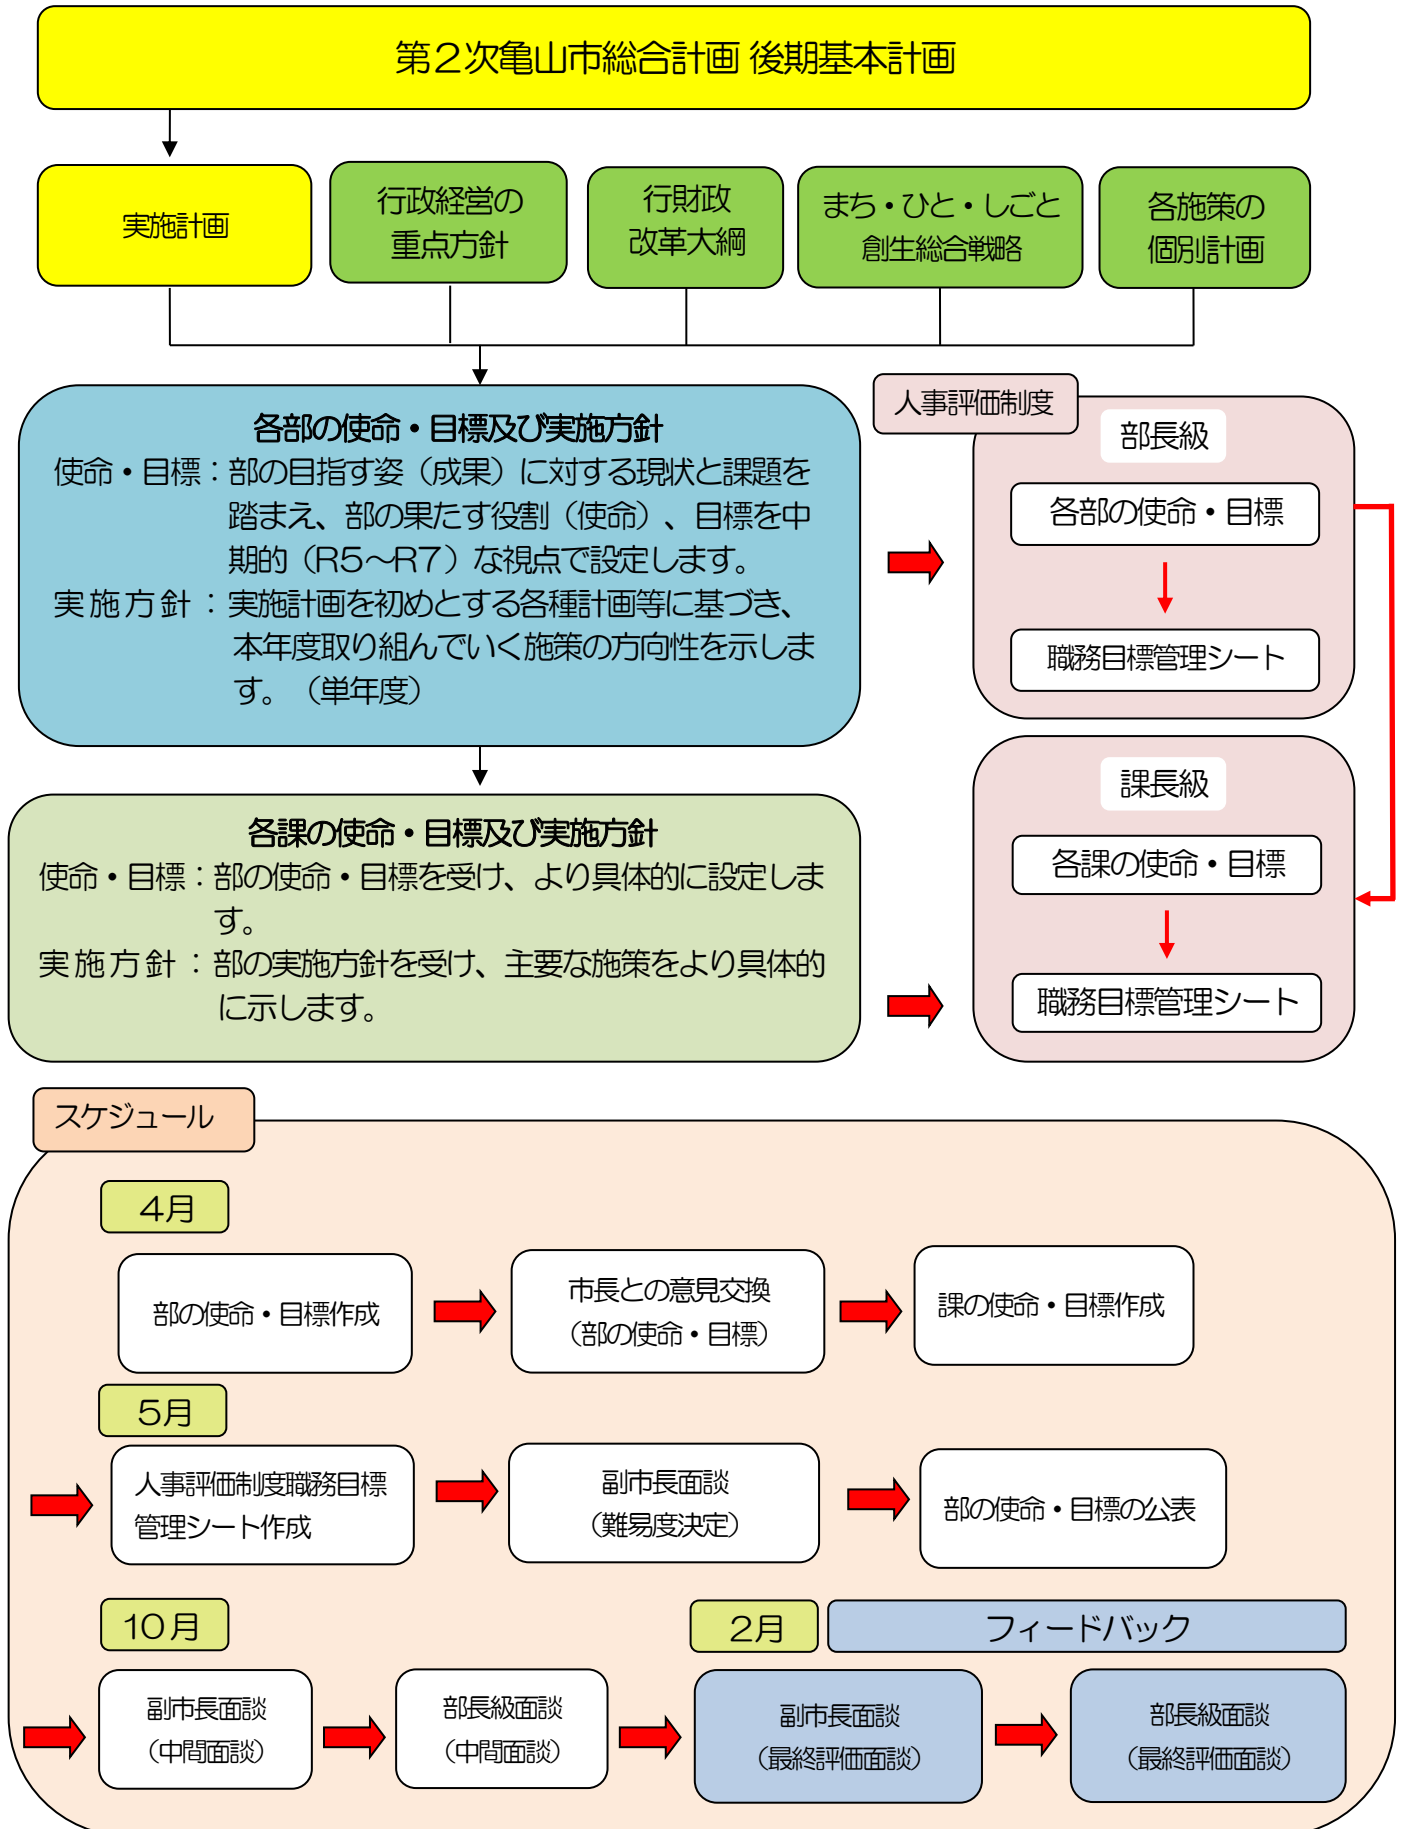 第２次亀山市総合計画 後期基本計画
実施計画
行政経営の
重点方針
行財政
改革大綱
まち・ひと・しごと
創生総合戦略
各施策の
個別計画
各部の使命・目標及び実施方針
使命・目標：部の目指す姿（成果）に対する現状と課題を
踏まえ、部の果たす役割（使命）、目標を中
期的（R５～R７）な視点で設定します。
実施方針：実施計画を初めとする各種計画等に基づき、
本年度取り組んでいく施策の方向性を示しま
す。（単年度）
人事評価制度
部長級
各部の使命・目標
職務目標管理シート
各課の使命・目標及び実施方針
使命・目標：部の使命・目標を受け、より具体的に設定しま
す。
実施方針：部の実施方針を受け、主要な施策をより具体的
に示します。
課長級
各課の使命・目標
職務目標管理シート
スケジュール
４月
部の使命・目標作成
市長との意見交換
（部の使命・目標）
課の使命・目標作成
５月
人事評価制度職務目標
管理シート作成
副市長面談
（難易度決定）
部の使命・目標の公表
10月
副市長面談
（中間面談）
部長級面談
（中間面談）
２月
フィードバック
副市長面談
（最終評価面談）
部長級面談
（最終評価面談）